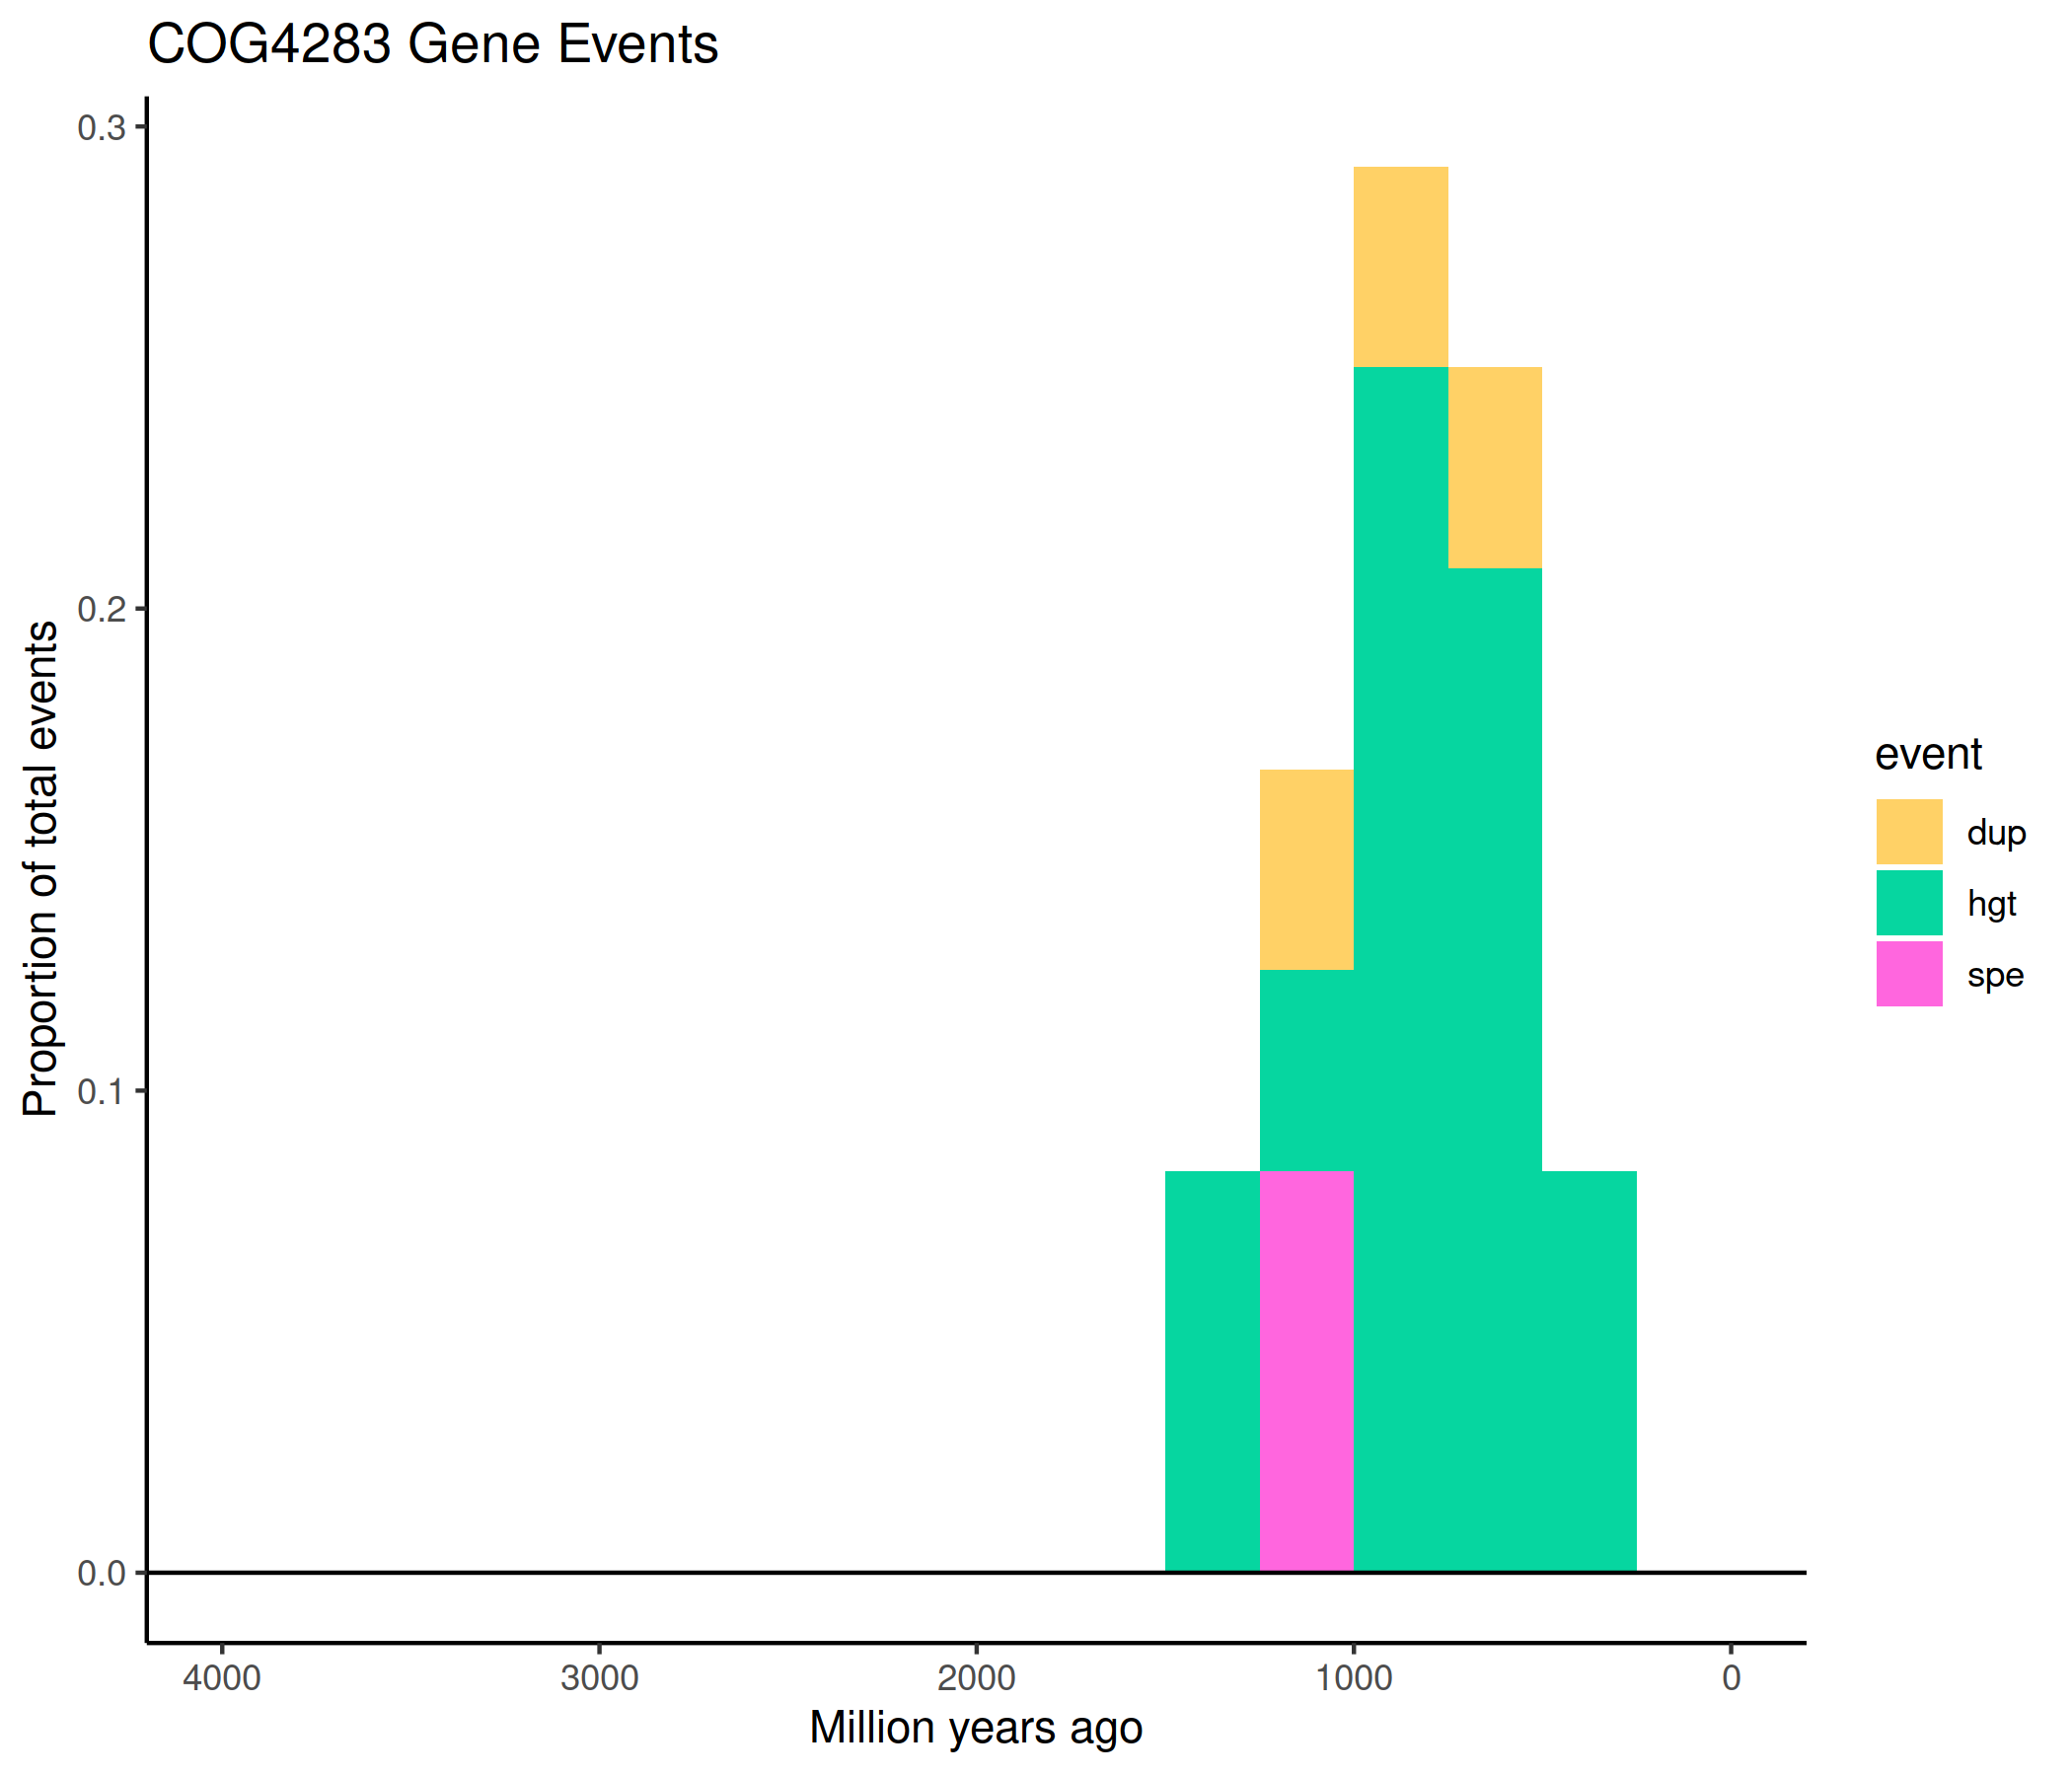 COG4283 Gene Events
Proportion of total events
0.3
0.2
0.1
0.0
4000 3000 2000 1000 0
Million years ago
event
dup
hgt
spe